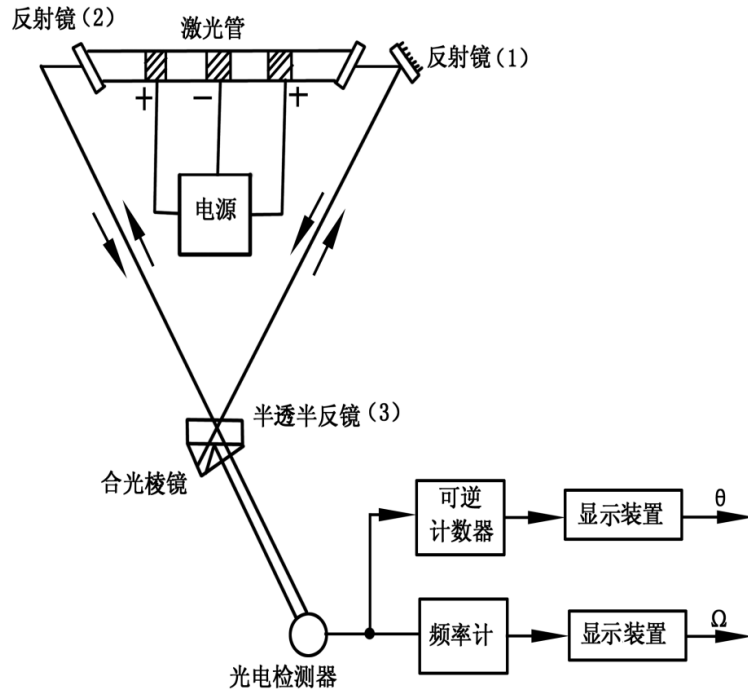 反射镜(2)
激光管
反射镜(1)
+
−
+
电源
半透半反镜(3)
合光棱镜
可逆
计数器
显示装置
θ
频率计
显示装置
Ω
光电检测器